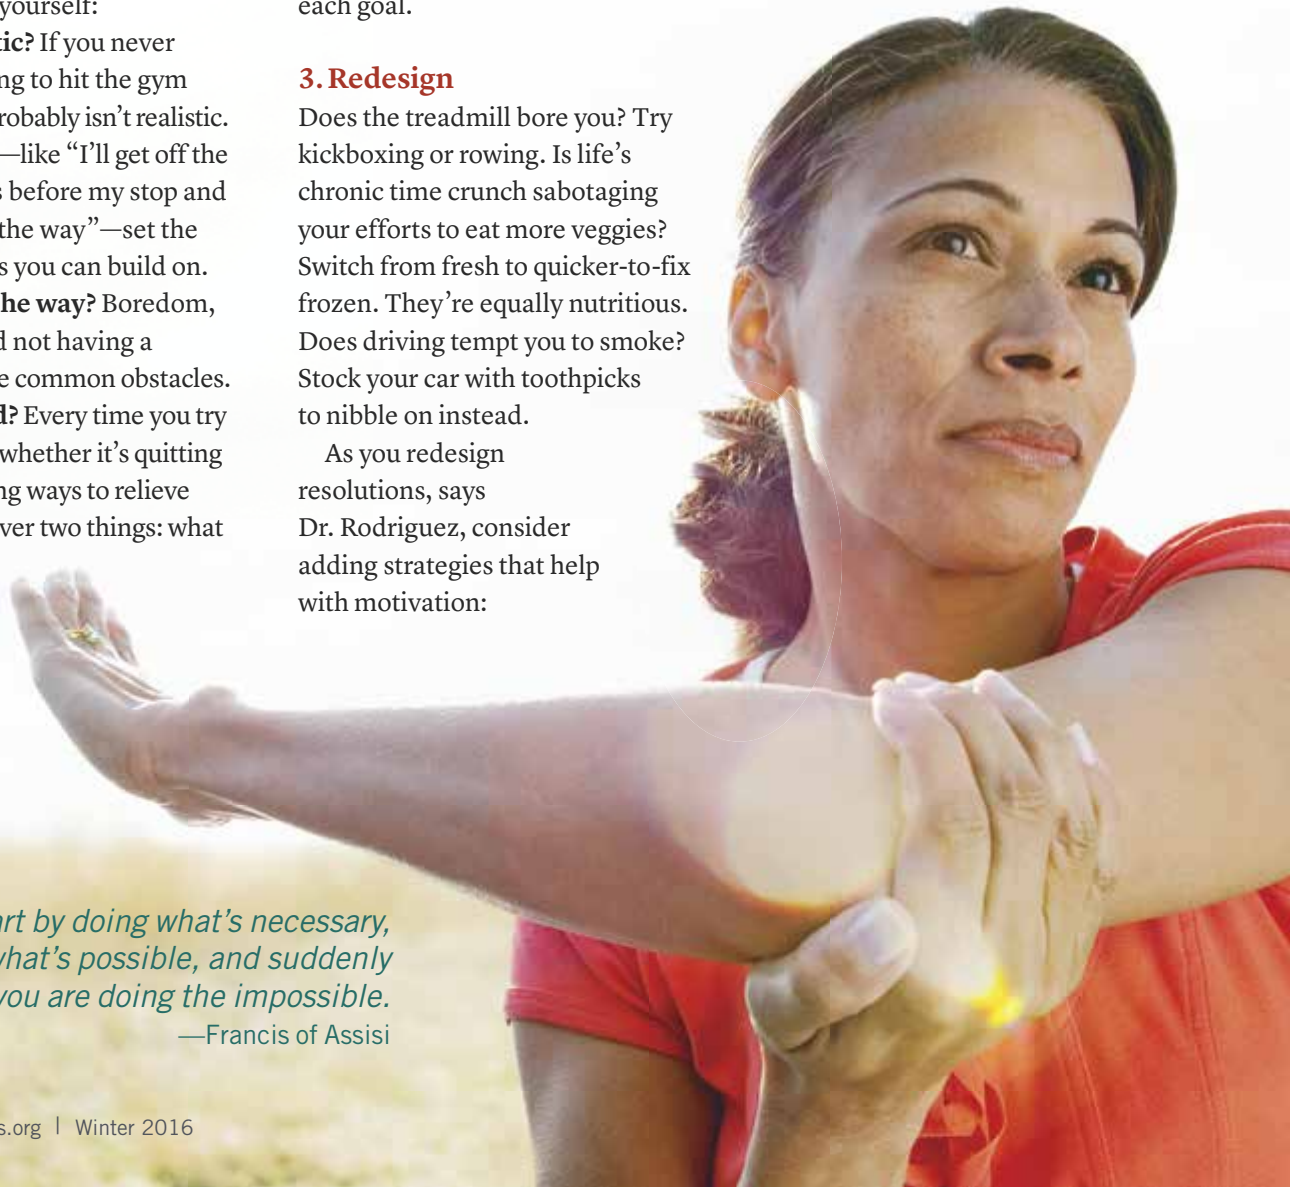 yourself:
tic? If you never
ng to hit the gym
robably isn’t realistic.
—like “I’ll get off the
s before my stop and
the way”—set the
s you can build on.
he way? Boredom,
d not having a
e common obstacles.
d? Every time you try
whether it’s quitting
ng ways to relieve
ver two things: what
each goal.
3. Redesign
Does the treadmill bore you? Try
kickboxing or rowing. Is life’s
chronic time crunch sabotaging
your efforts to eat more veggies?
Switch from fresh to quicker-to-fix
frozen. They’re equally nutritious.
Does driving tempt you to smoke?
Stock your car with toothpicks
to nibble on instead.
As you redesign
resolutions, says
Dr. Rodriguez, consider
adding strategies that help
with motivation:
art by doing what’s necessary,
what’s possible, and suddenly
you are doing the impossible.
—Francis of Assisi
s.org | Winter 2016